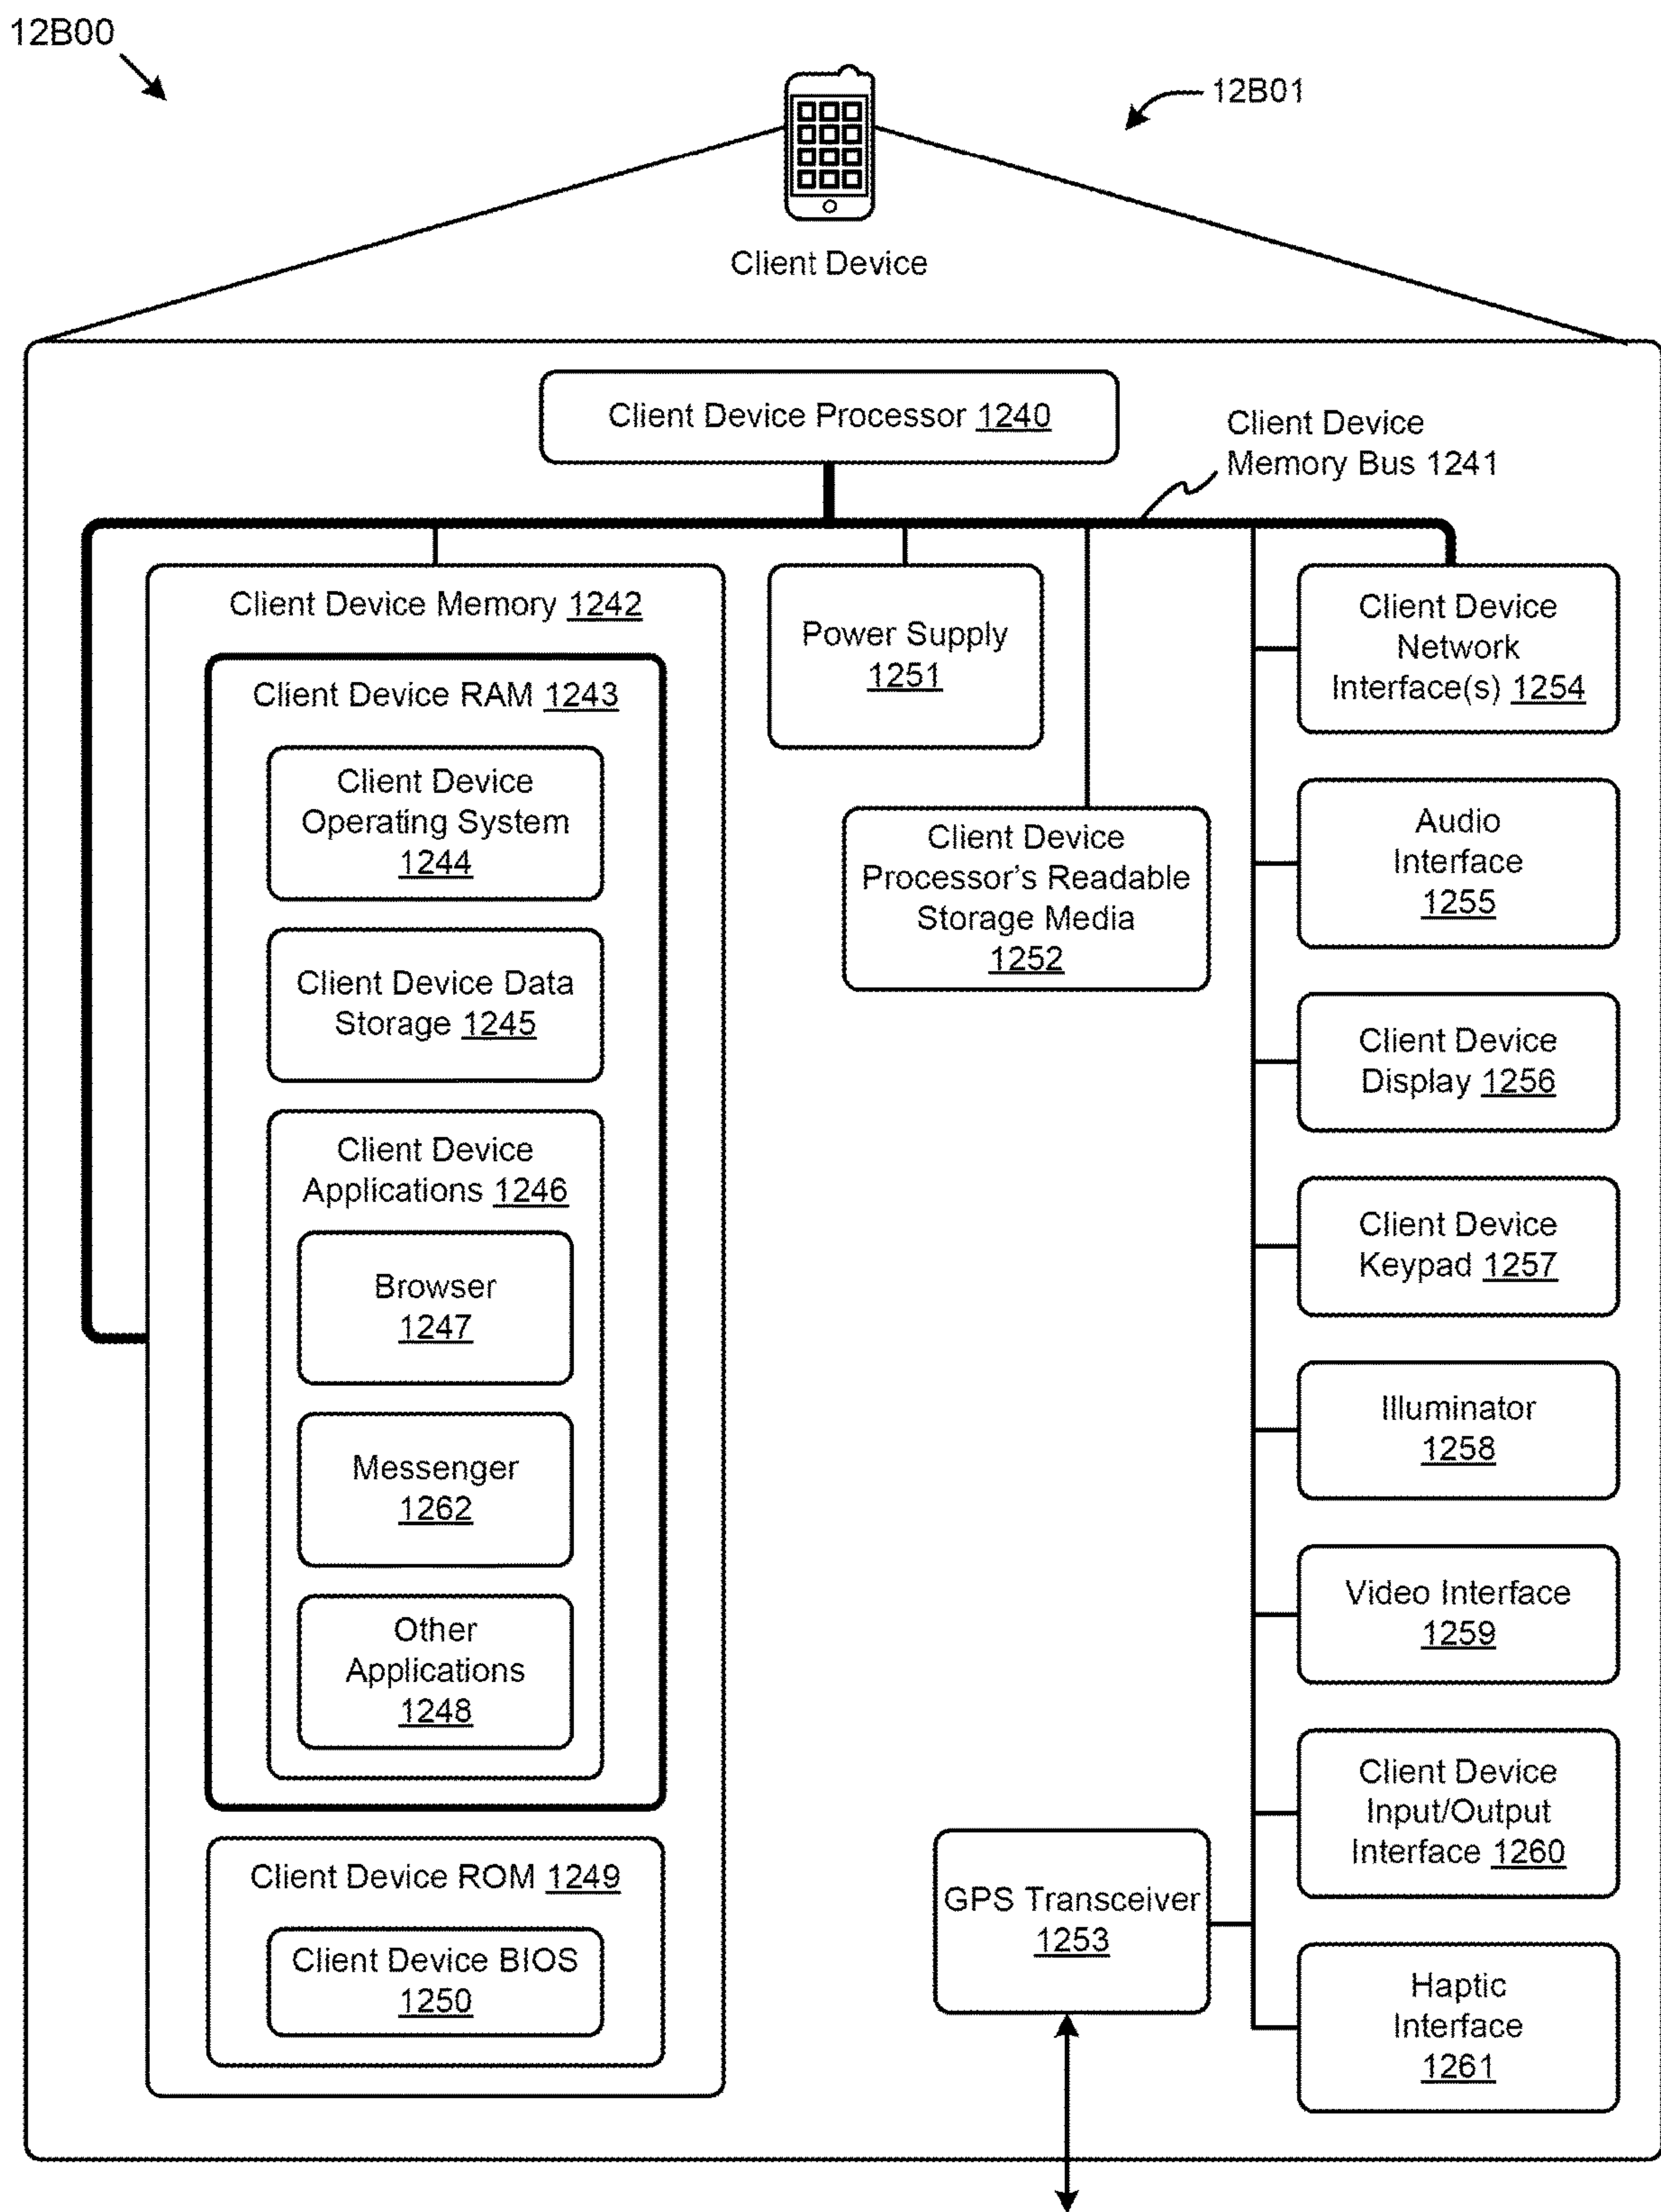 12B00
12B01
Client Device
Client Device Processor 1240
Client Device
Memory Bus 1241
Client Device Memory 1242
Client Device RAM 1243
Client Device
Operating System
1244
Client Device Data
Storage 1245
Client Device
Applications 1246
Browser
1247
Messenger
1262
Other
Applications
1248
Client Device ROM 1249
Client Device BIOS
1250
Power Supply
1251
Client Device
Processor's Readable
Storage Media
1252
GPS Transceiver
1253
Client Device
Network
Interface(s) 1254
Audio
Interface
1255
Client Device
Display 1256
Client Device
Keypad 1257
Illuminator
1258
Video Interface
1259
Client Device
Input/Output
Interface 1260
Haptic
Interface
1261